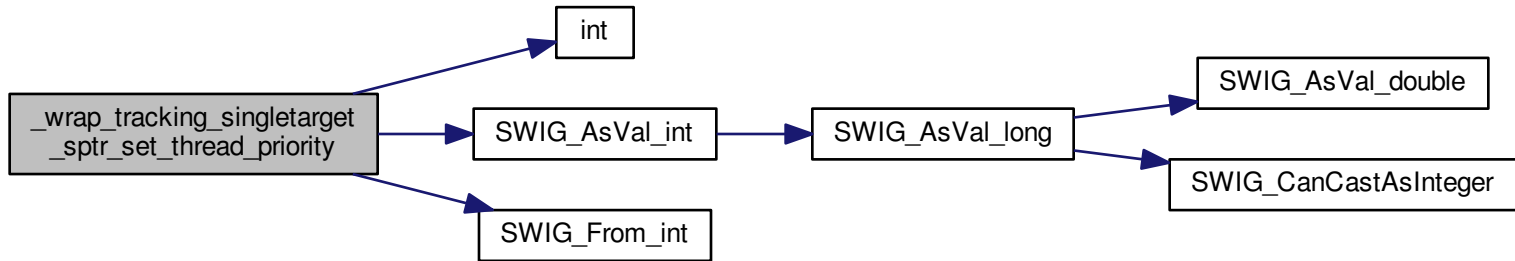 _wrap_tracking_singletarget
_sptr_set_thread_priority
int
SWIG_AsVal_int
SWIG_From_int
SWIG_AsVal_long
SWIG_AsVal_double
SWIG_CanCastAsInteger